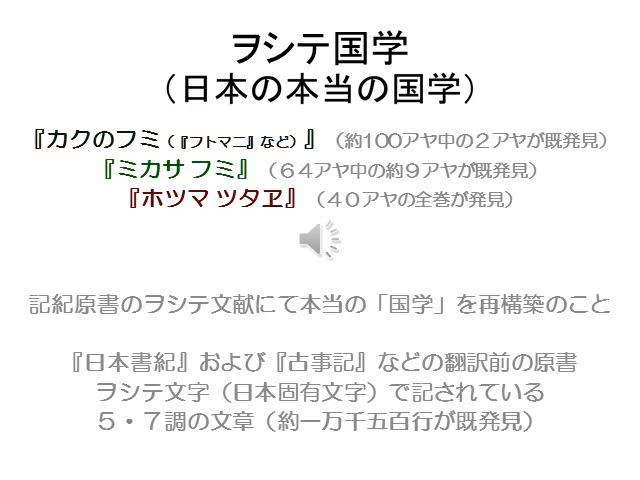 ヲシテ国学
（日本の本当の国学）
『カクのフミ（『フトマニ』など）』（約100アヤ中の２アヤが既発見）
『ミカサ フミ』（６４アヤ中の約９アヤが既発見）
『ホツマ ツタヱ』（４０アヤの全巻が発見）
記紀原書のヲシテ文献にて本当の「国学」を再構築のこと
『日本書紀』および『古事記』などの翻訳前の原書
ヲシテ文字（日本固有文字）で記されている
５・７調の文章（約一万千五百行が既発見）